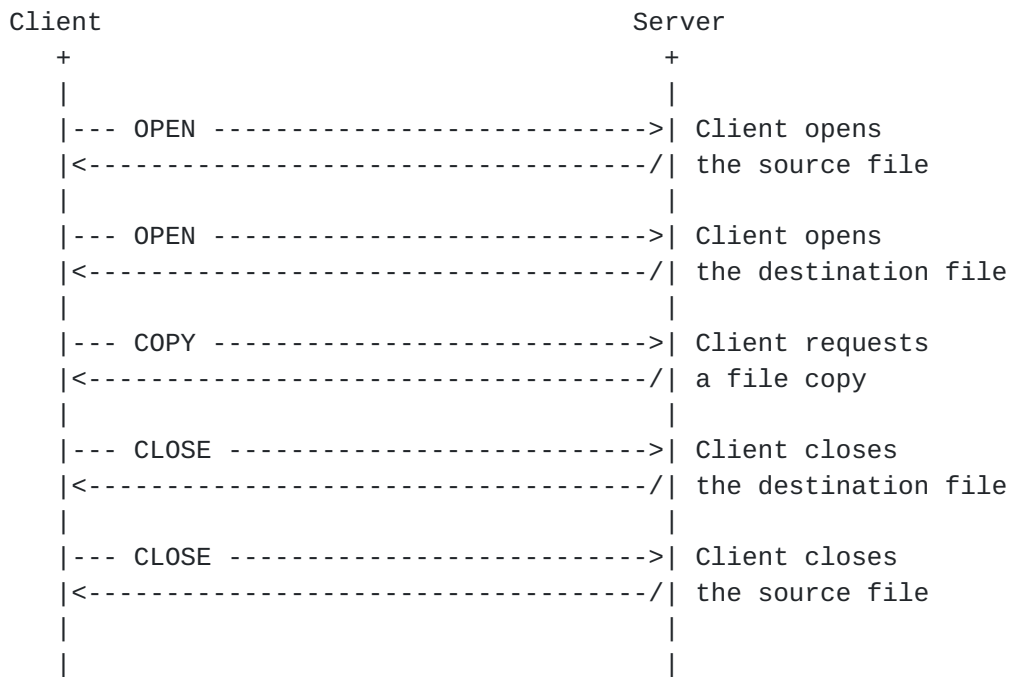 Client                                  Server
   +                                      +
   |                                      |
   |--- OPEN ---------------------------->| Client opens
   |<------------------------------------/| the source file
   |                                      |
   |--- OPEN ---------------------------->| Client opens
   |<------------------------------------/| the destination file
   |                                      |
   |--- COPY ---------------------------->| Client requests
   |<------------------------------------/| a file copy
   |                                      |
   |--- CLOSE --------------------------->| Client closes
   |<------------------------------------/| the destination file
   |                                      |
   |--- CLOSE --------------------------->| Client closes
   |<------------------------------------/| the source file
   |                                      |
   |                                      |